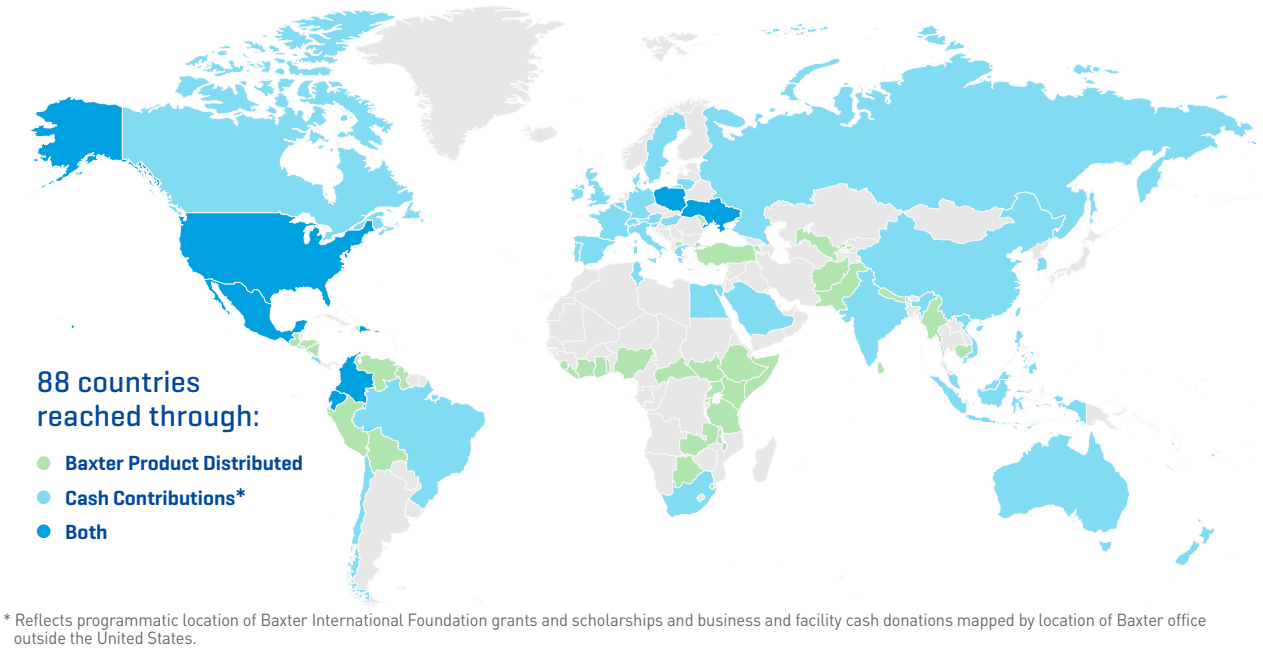 88 countries
reached through:
Baxter Product Distributed
Cash Contributions*
Both
* Reflects programmatic location of Baxter International Foundation grants and scholarships and business and facility cash donations mapped by location of Baxter office
outside the United States.